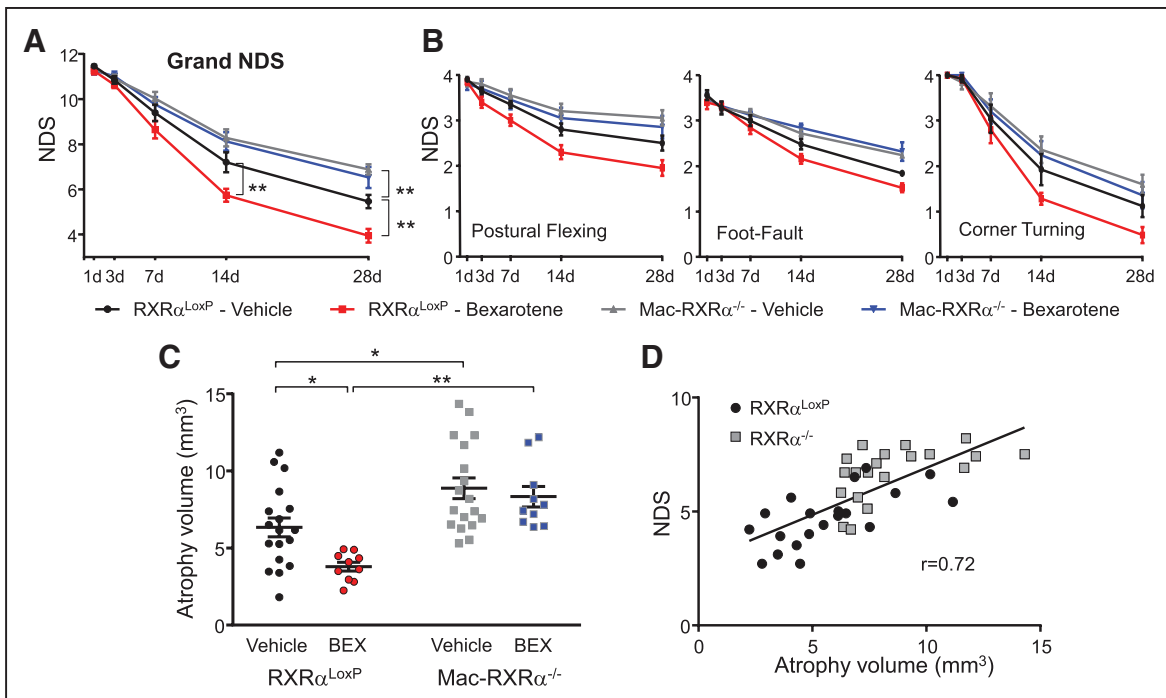 A
Grand NDS
NDS
12
10
8
6
4
1d 3d 7d 14d 28d
**
**
**
B
NDS
4
3
2
1
0
Postural Flexing
1d 3d 7d 14d 28d
4
3
2
1
0
Foot-Fault
1d 3d 7d 14d 28d
4
3
2
1
0
Corner Turning
1d 3d 7d 14d 28d
RXRα^LoxP - Vehicle RXRα^LoxP - Bexarotene Mac-RXRα^-/- - Vehicle Mac-RXRα^-/- - Bexarotene
C
*
* **
Atrophy volume (mm³)
15
10
5
0
Vehicle BEX Vehicle BEX
RXRα^LoxP Mac-RXRα^-/-
D
RXRα^LoxP
RXRα^-/-
NDS
10
5
0
r=0.72
0 5 10 15
Atrophy volume (mm³)